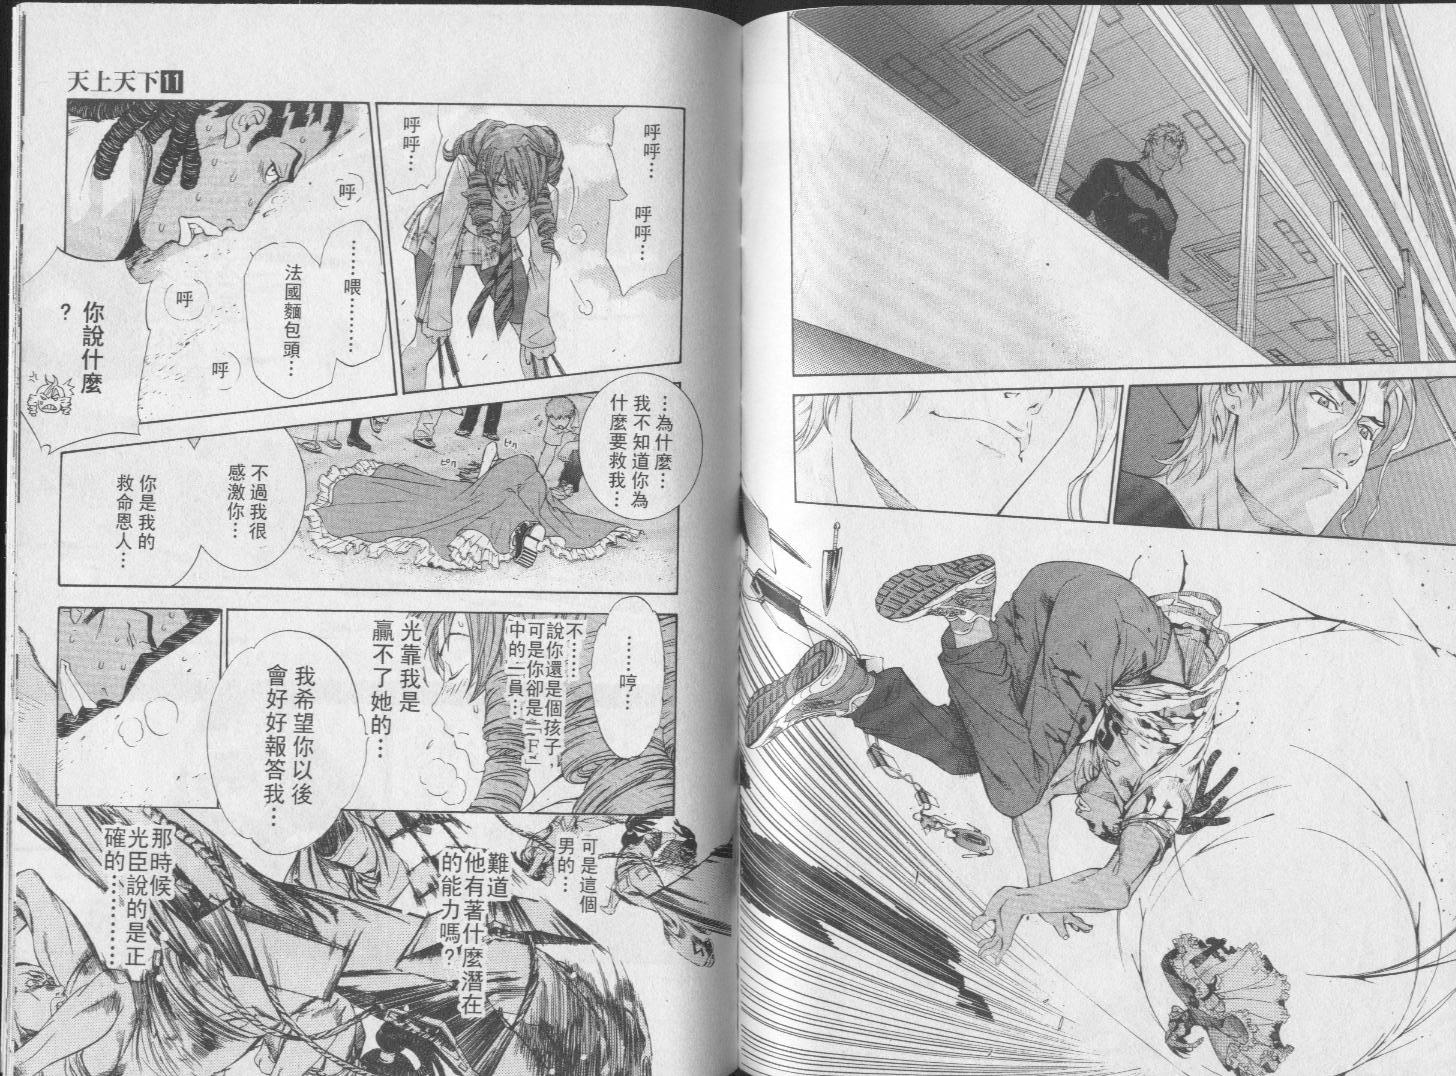 天上天下11
呼呼…
呼呼…
呼呼…
呼
……喂…………
法國麵包頭…
呼
呼
你說什麼
？
…為什麼…
我不知道你為
什麼要救我…
不過我很
感激你…
你是我的
救命恩人…
ピク
ピク
……哼…
不……
說你還是個孩子，
可是你卻是「F」
中的一員…
光靠我是
贏不了她的…
我希望你以後
會好好報答我…
可是這個
男的…
難道
他有著什麼潛在
的能力嗎?
那時候
光臣說的是正
確的…………